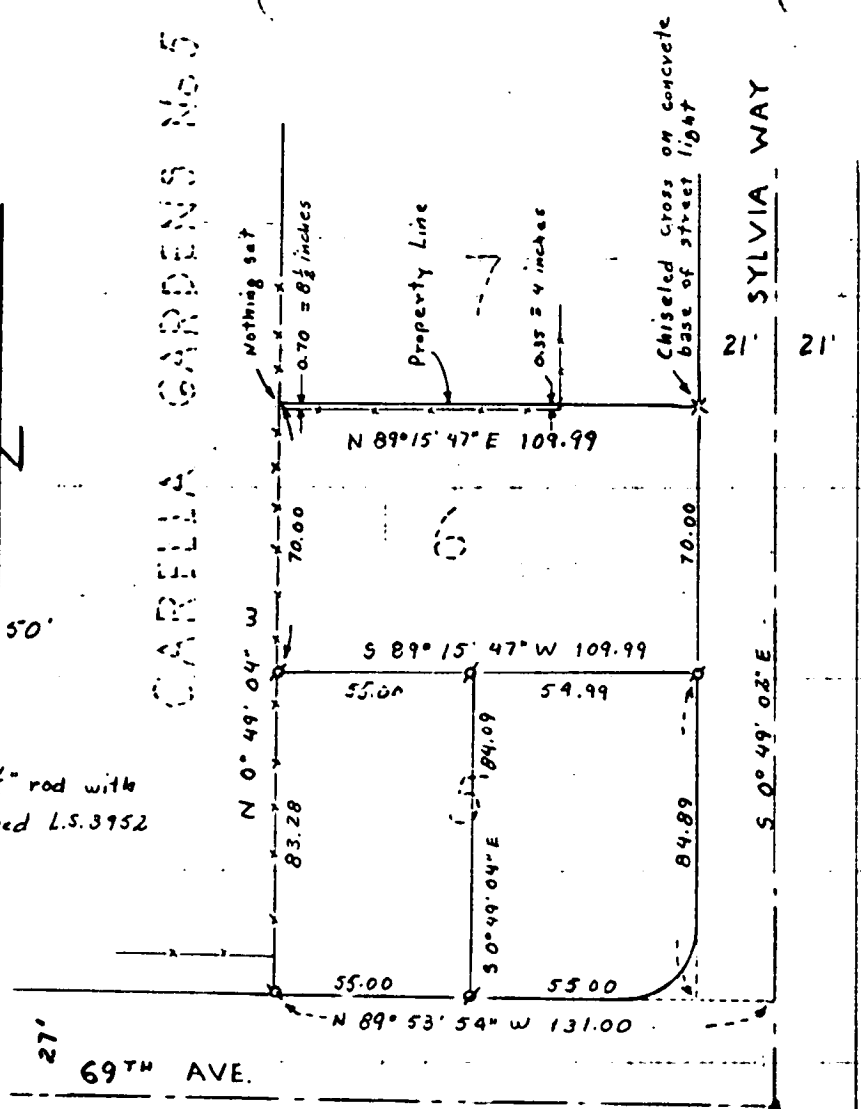 CARELLA GARDENS No 5
Nothing set
0.70 = 8½ inches
Property Line
7
0.35 = 4 inches
Chiseled cross on concrete
base of street light
SYLVIA WAY
21'
21'
N 89° 15' 47" E 109.99
70.00
6
70.00
50'
S 89° 15' 47" W 109.99
55.00
54.99
N 0° 49' 04" W
S 0° 49' 02" E
" rod with
L.S. 3952
83.28
84.09
S 0° 49' 04" E
84.89
55.00
55.00
N 89° 53' 54" W 131.00
27'
69TH AVE.